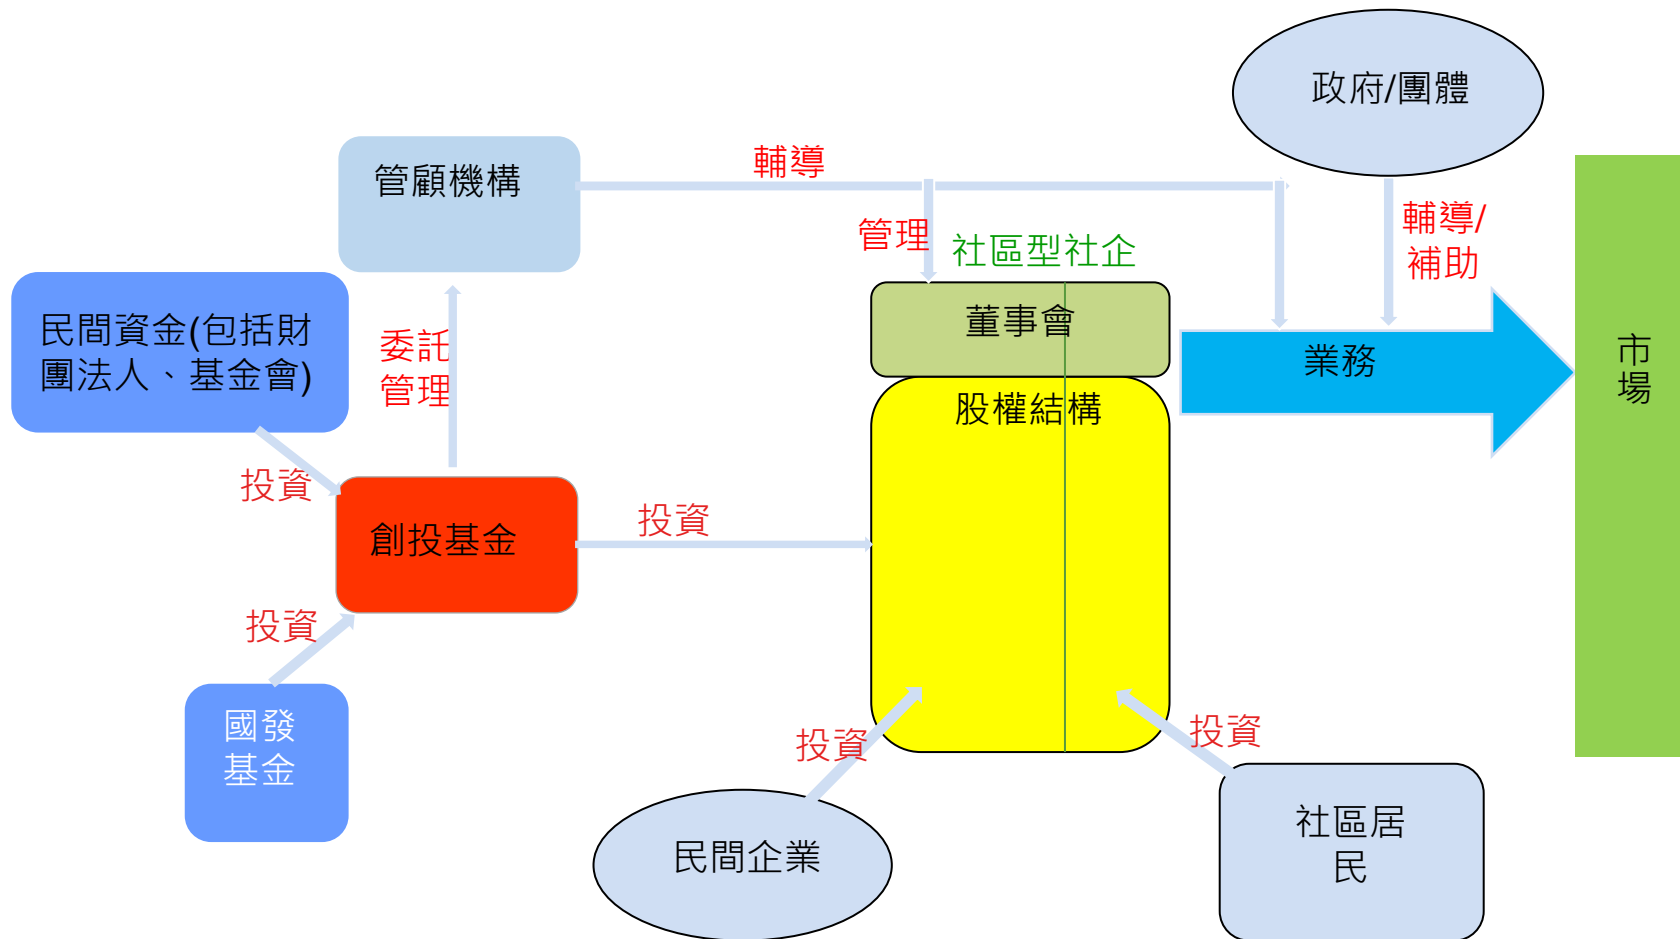 政府/團體
輔導
管顧機構
輔導/
補助
管理
社區型社企
民間資金(包括財
團法人、基金會)
委託
管理
董事會
業務
市
場
股權結構
投資
投資
創投基金
投資
國發
基金
投資
投資
民間企業
社區居
民